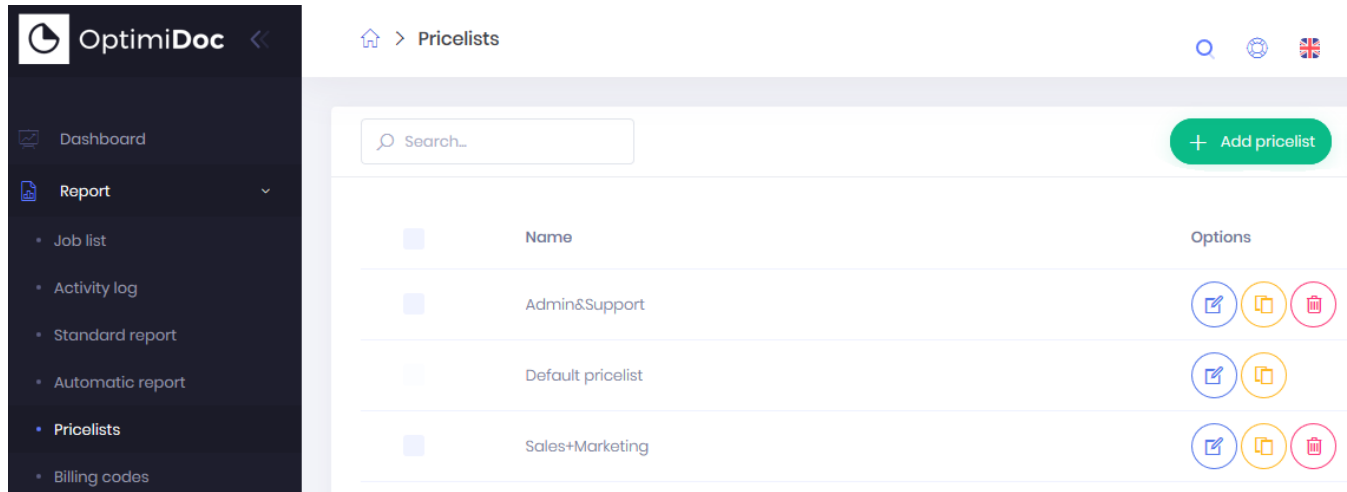 OptimiDoc
Pricelists
Dashboard
Report
Job list
Activity log
Standard report
Automatic report
Pricelists
Billing codes
Search...
+ Add pricelist
Name
Options
Admin&Support
Default pricelist
Sales+Marketing